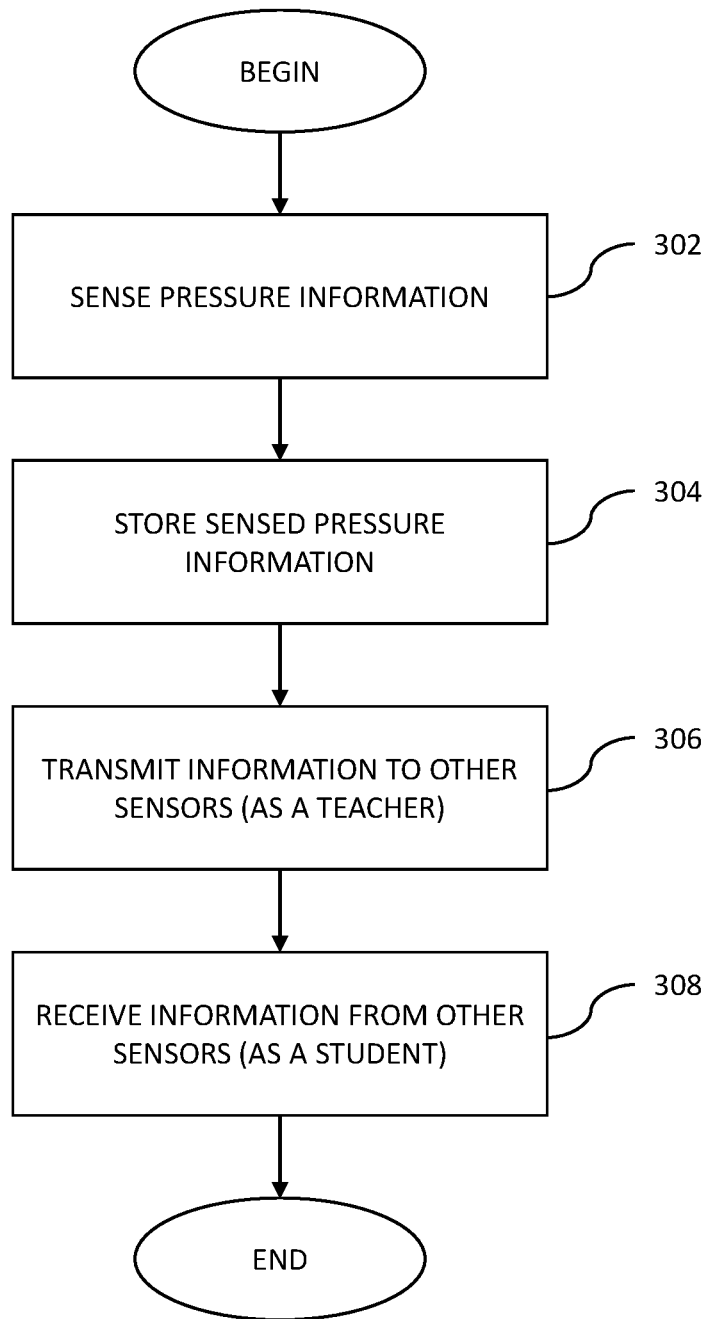 BEGIN
302
SENSE PRESSURE INFORMATION
304
STORE SENSED PRESSURE
INFORMATION
306
TRANSMIT INFORMATION TO OTHER
SENSORS (AS A TEACHER)
308
RECEIVE INFORMATION FROM OTHER
SENSORS (AS A STUDENT)
END